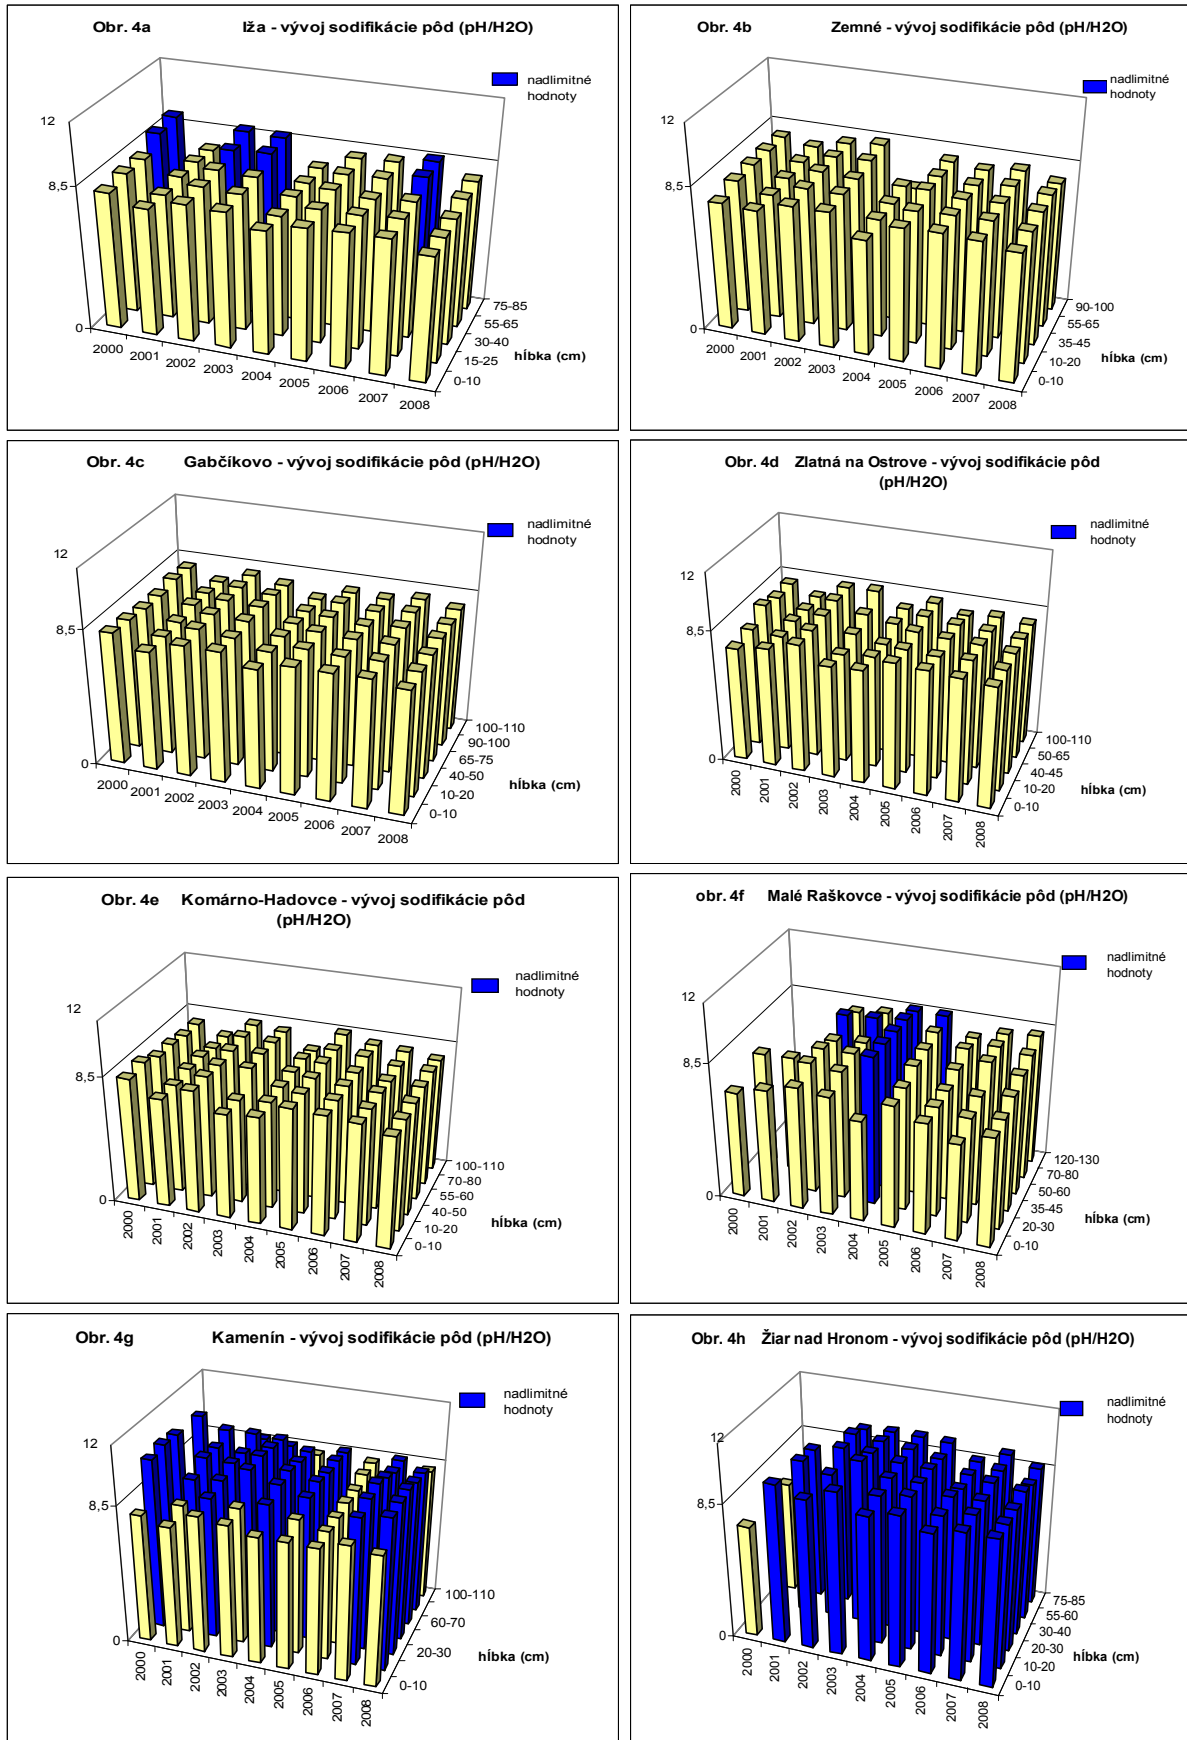 Obr. 4a Iža - vývoj sodifikácie pôd (pH/H2O)
nadlimitné
hodnoty
12
8,5
0
2000 2001 2002 2003 2004 2005 2006 2007 2008
75-85
55-65
30-40
15-25
0-10
hĺbka (cm)
Obr. 4b Zemné - vývoj sodifikácie pôd (pH/H2O)
nadlimitné
hodnoty
12
8,5
0
2000 2001 2002 2003 2004 2005 2006 2007 2008
90-100
55-65
35-45
10-20
0-10
hĺbka (cm)
Obr. 4c Gabčíkovo - vývoj sodifikácie pôd (pH/H2O)
nadlimitné
hodnoty
12
8,5
0
2000 2001 2002 2003 2004 2005 2006 2007 2008
100-110
90-100
65-75
40-50
10-20
0-10
hĺbka (cm)
Obr. 4d Zlatná na Ostrove - vývoj sodifikácie pôd
(pH/H2O)
nadlimitné
hodnoty
12
8,5
0
2000 2001 2002 2003 2004 2005 2006 2007 2008
100-110
50-65
40-45
10-20
0-10
hĺbka (cm)
Obr. 4e Komárno-Hadovce - vývoj sodifikácie pôd
(pH/H2O)
nadlimitné
hodnoty
12
8,5
0
2000 2001 2002 2003 2004 2005 2006 2007 2008
100-110
70-80
55-60
40-50
10-20
0-10
hĺbka (cm)
obr. 4f Malé Raškovce - vývoj sodifikácie pôd (pH/H2O)
nadlimitné
hodnoty
12
8,5
0
2000 2001 2002 2003 2004 2005 2006 2007 2008
120-130
70-80
50-60
35-45
20-30
0-10
hĺbka (cm)
Obr. 4g Kamenín - vývoj sodifikácie pôd (pH/H2O)
nadlimitné
hodnoty
12
8,5
0
2000 2001 2002 2003 2004 2005 2006 2007 2008
100-110
60-70
20-30
0-10
hĺbka (cm)
Obr. 4h Žiar nad Hronom - vývoj sodifikácie pôd (pH/H2O)
nadlimitné
hodnoty
12
8,5
0
2000 2001 2002 2003 2004 2005 2006 2007 2008
75-85
55-60
30-40
20-30
10-20
0-10
hĺbka (cm)